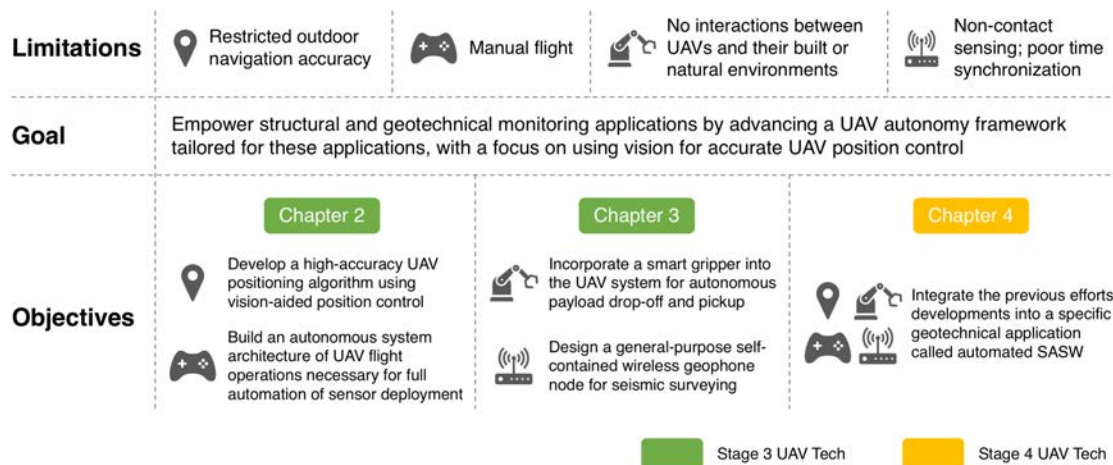 Limitations
Restricted outdoor
navigation accuracy
Manual flight
No interactions between
UAVs and their built or
natural environments
Non-contact
sensing; poor time
synchronization
Goal
Empower structural and geotechnical monitoring applications by advancing a UAV autonomy framework
tailored for these applications, with a focus on using vision for accurate UAV position control
Objectives
Chapter 2
Develop a high-accuracy UAV
positioning algorithm using
vision-aided position control
Build an autonomous system
architecture of UAV flight
operations necessary for full
automation of sensor deployment
Chapter 3
Incorporate a smart gripper into
the UAV system for autonomous
payload drop-off and pickup
Design a general-purpose self-
contained wireless geophone
node for seismic surveying
Chapter 4
Integrate the previous efforts
developments into a specific
geotechnical application
called automated SASW
Stage 3 UAV Tech
Stage 4 UAV Tech